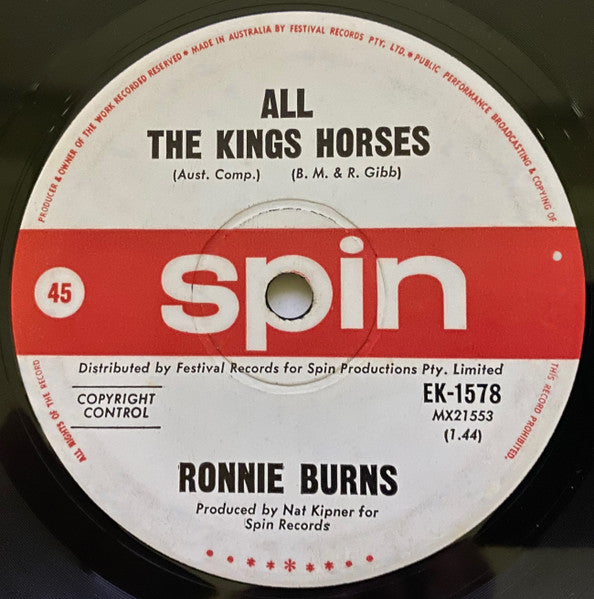 PRODUCER & OWNER OF THE WORK RECORDED RESERVED • MADE IN AUSTRALIA BY FESTIVAL RECORDS PTY. LTD. • PUBLIC PERFORMANCE BROADCASTING & COPYING OF
THIS RECORD PROHIBITED.
ALL RIGHTS OF THE RECORD
ALL
THE KINGS HORSES
(Aust. Comp.) (B. M. & R. Gibb)
45
spin
Distributed by Festival Records for Spin Productions Pty. Limited
COPYRIGHT
CONTROL
EK-1578
MX21553
(1.44)
RONNIE BURNS
Produced by Nat Kipner for
Spin Records